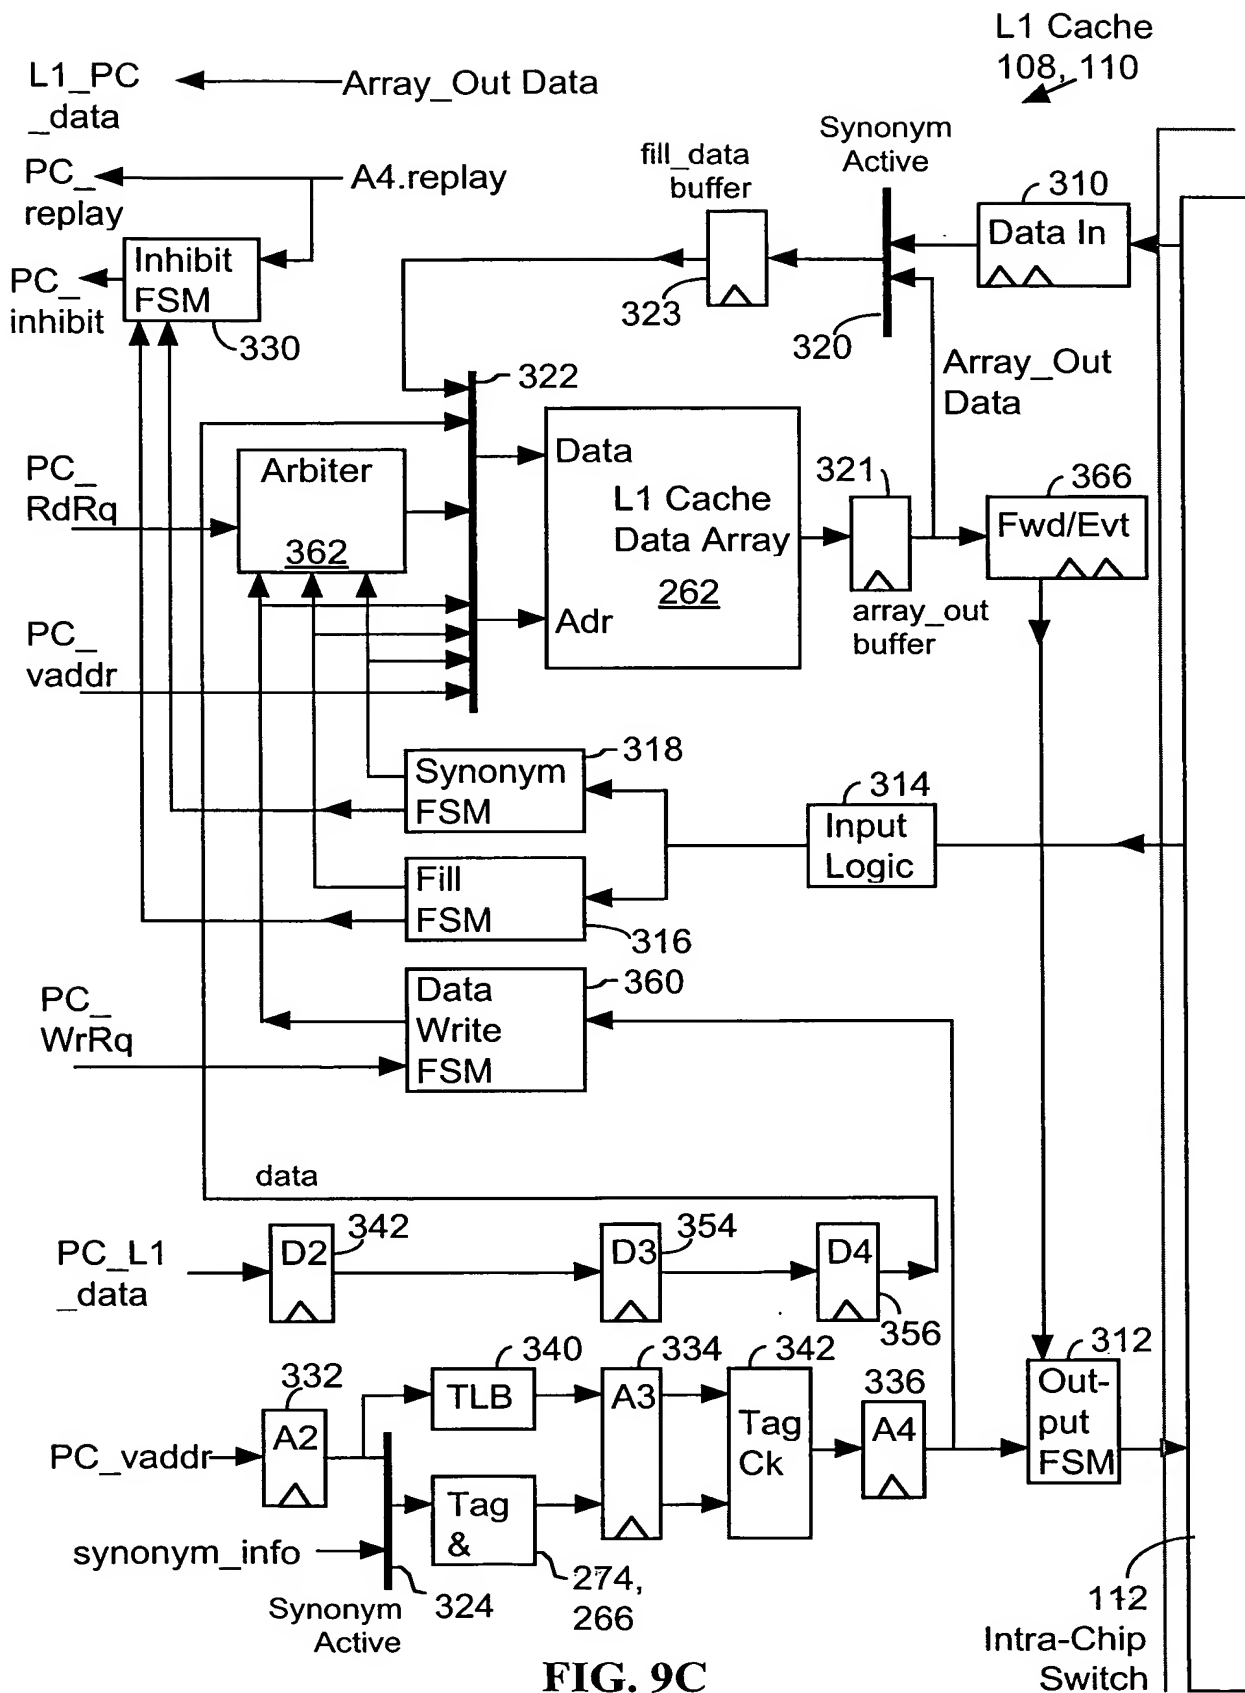 L1 Cache
108, 110
L1_PC
_data
Array_Out Data
Synonym
Active
fill_data
buffer
PC_
replay
A4.replay
310
Data In
Inhibit
FSM
PC_
inhibit
330
323
320
322
Array_Out
Data
Data
L1 Cache
Data Array
262
Adr
PC_
RdRq
Arbiter
362
321
366
Fwd/Evt
array_out
buffer
PC_
vaddr
318
Synonym
FSM
314
Input
Logic
Fill
FSM
316
360
Data
Write
FSM
PC_
WrRq
data
342
D2
354
D3
D4
356
PC_L1
_data
332
A2
PC_vaddr
340
TLB
334
A3
342
Tag
Ck
336
A4
312
Out-
put
FSM
Tag
&
274,
266
synonym_info
324
Synonym
Active
112
Intra-Chip
Switch
FIG. 9C